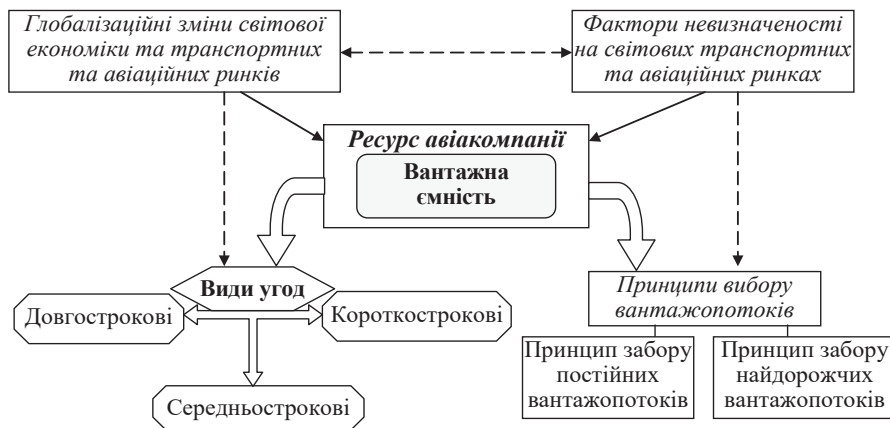 Глобалізаційні зміни світової
економіки та транспортних
та авіаційних ринків
Фактори невизначеності
на світових транспортних
та авіаційних ринках
Ресурс авіакомпанії
Вантажна
ємність
Види угод
Довгострокові
Короткострокові
Середньострокові
Принципи вибору
вантажопотоків
Принцип забору
постійних
вантажопотоків
Принцип забору
найдорожчих
вантажопотоків